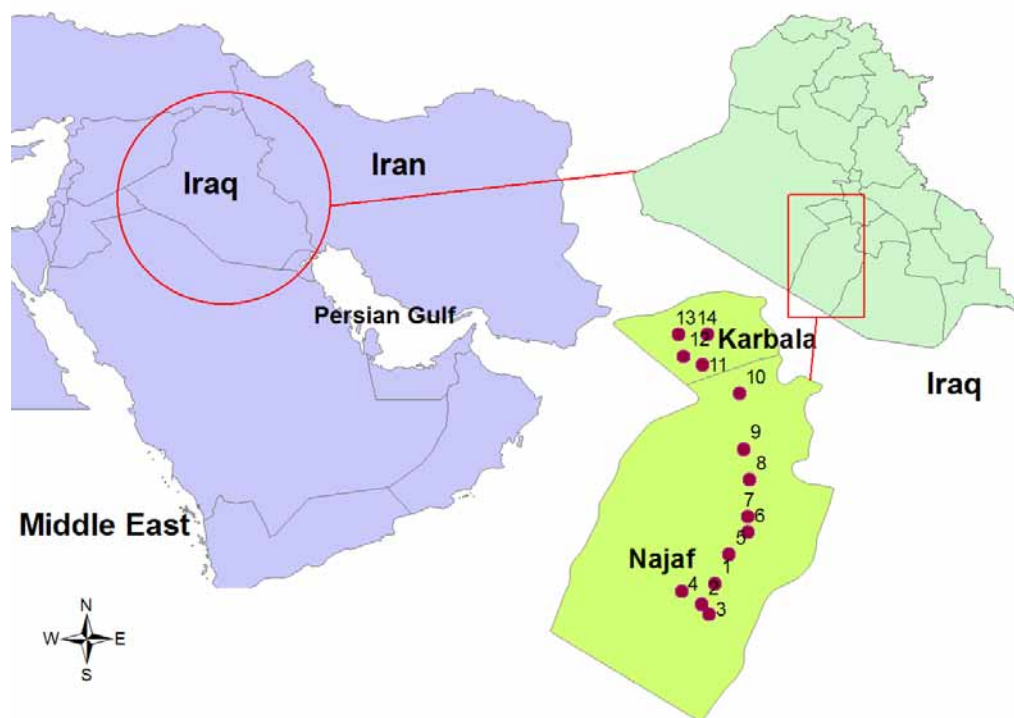 Iraq
Iran
Persian Gulf
Middle East
N
W E
S
Iraq
13 14
Karbala
12
11
10
9
8
7
6
5
Najaf
1
4 2
3